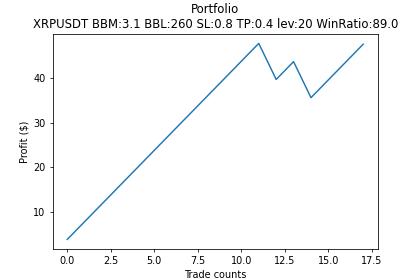 Portfolio
XRPUSDT BBM:3.1 BBL:260 SL:0.8 TP:0.4 lev:20 WinRatio:89.0
Profit ($)
40
30
20
10
0.0 2.5 5.0 7.5 10.0 12.5 15.0 17.5
Trade counts